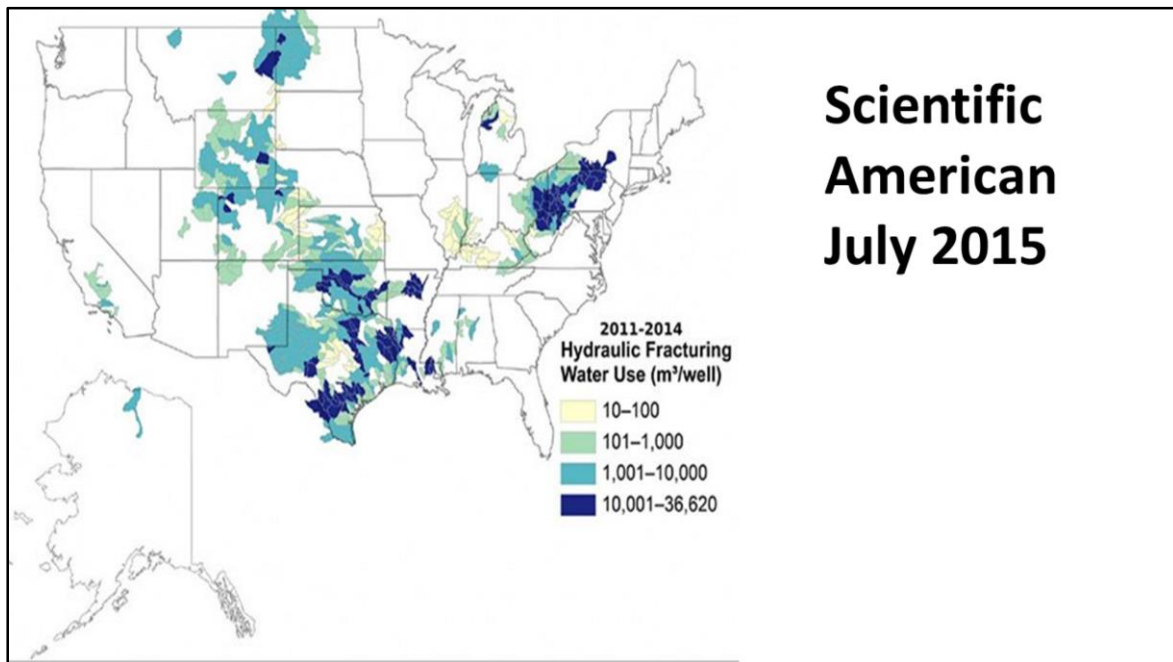 Scientific
American
July 2015
2011-2014
Hydraulic Fracturing
Water Use (m³/well)
10–100
101–1,000
1,001–10,000
10,001–36,620